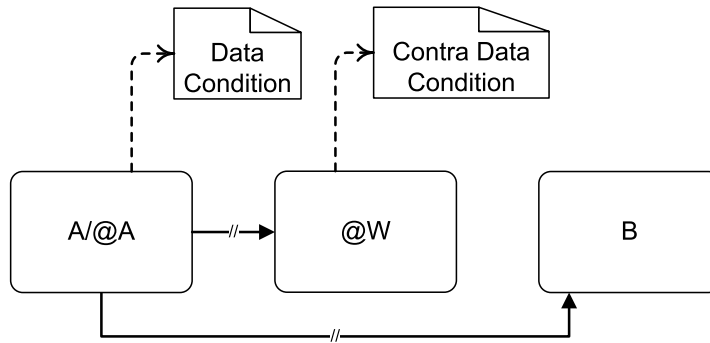 Data
Condition
Contra Data
Condition
A/@A
//
@W
B
//